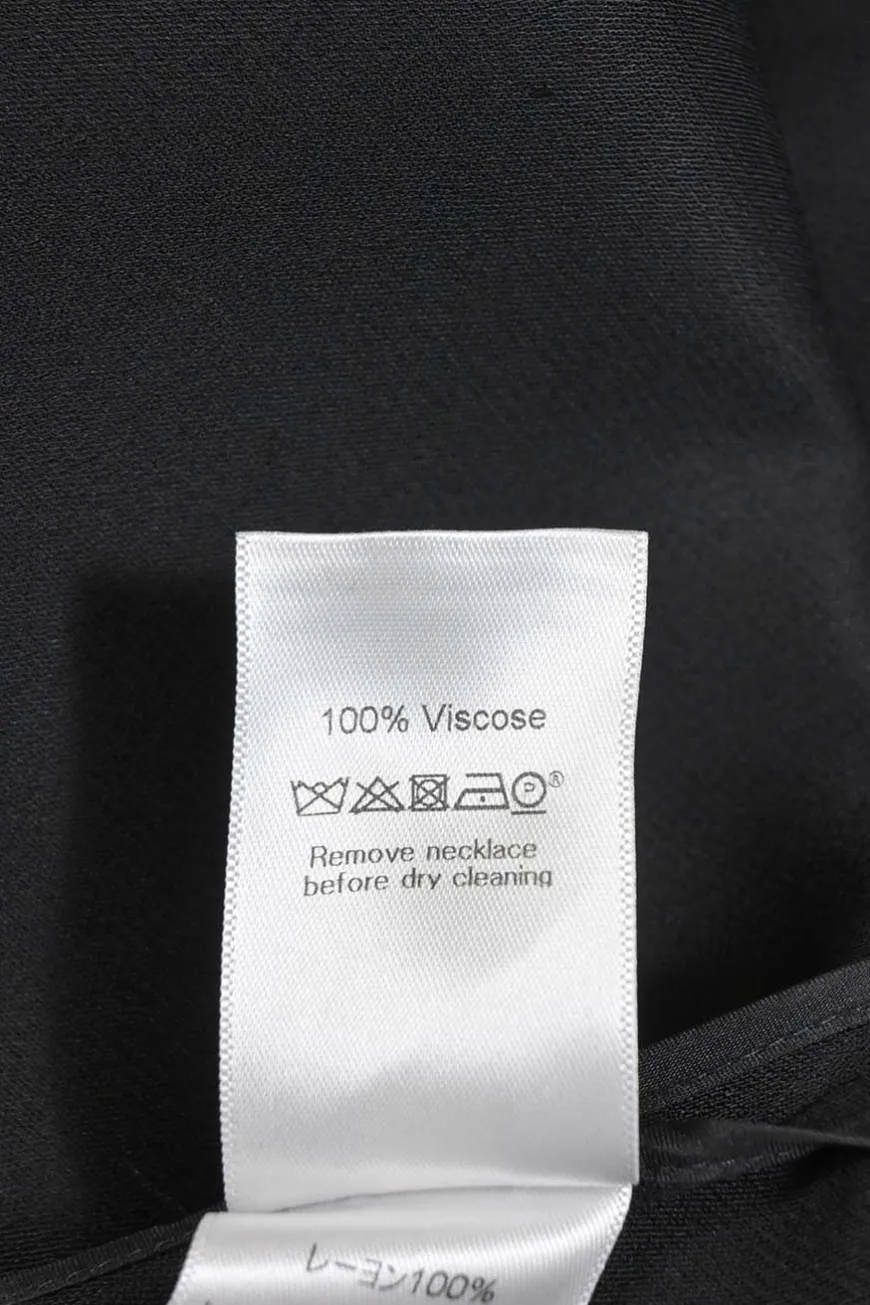 100% Viscose
P ®
Remove necklace
before dry cleaning
レーヨン100%